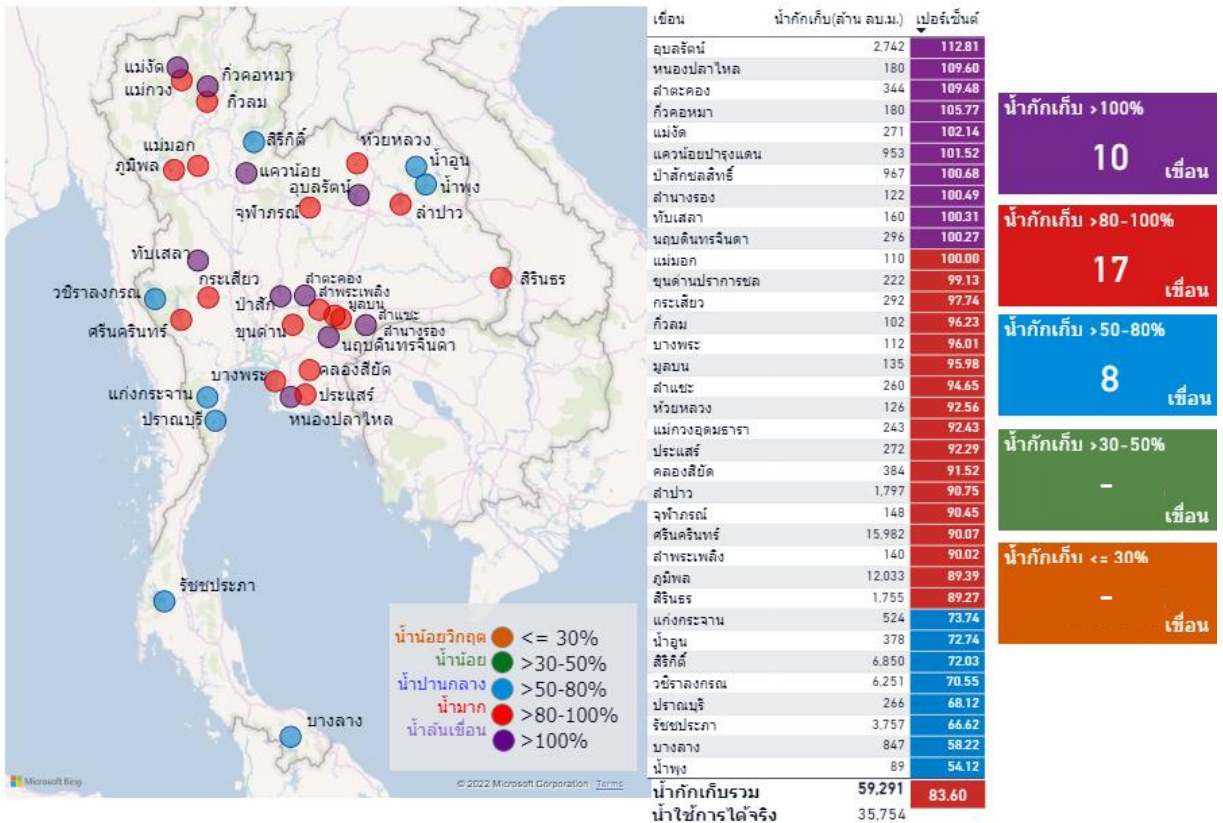 แม่งัด
แม่กวง
กิ่วคอหมา
กิ่วลม
สิริกิติ์
แม่มอก
ภูมิพล
แควน้อย
ห้วยหลวง
น้ำอูน
น้ำพุง
อุบลรัตน์
จุฬาภรณ์
ลำปาว
ทับเสลา
กระเสียว
วชิราลงกรณ
ศรีนครินทร์
ป่าสัก
ลำตะคอง
ลำพระเพลิง
มูลบน
ลำแชะ
ลำนางรอง
ขุนด่าน
นฤบดินทรจินดา
สิรินธร
บางพระ
คลองสียัด
ประแสร์
หนองปลาไหล
แก่งกระจาน
ปราณบุรี
รัชชประภา
บางลาง
น้ำน้อยวิกฤต <= 30%
น้ำน้อย >30-50%
น้ำปานกลาง >50-80%
น้ำมาก >80-100%
น้ำล้นเขื่อน >100%
Microsoft Bing
© 2022 Microsoft Corporation Terms
เขื่อน น้ำกักเก็บ(ล้าน ลบ.ม.) เปอร์เซ็นต์
อุบลรัตน์ 2,742 112.81
หนองปลาไหล 180 109.60
ลำตะคอง 344 109.48
กิ่วคอหมา 180 105.77
แม่งัด 271 102.14
แควน้อยบำรุงแดน 953 101.52
ป่าสักชลสิทธิ์ 967 100.68
ลำนางรอง 122 100.49
ทับเสลา 160 100.31
นฤบดินทรจินดา 296 100.27
แม่มอก 110 100.00
ขุนด่านปราการชล 222 99.13
กระเสียว 292 97.74
กิ่วลม 102 96.23
บางพระ 112 96.01
มูลบน 135 95.98
ลำแชะ 260 94.65
ห้วยหลวง 126 92.56
แม่กวงอุดมธารา 243 92.43
ประแสร์ 272 92.29
คลองสียัด 384 91.52
ลำปาว 1,797 90.75
จุฬาภรณ์ 148 90.45
ศรีนครินทร์ 15,982 90.07
ลำพระเพลิง 140 90.02
ภูมิพล 12,033 89.39
สิรินธร 1,755 89.27
แก่งกระจาน 524 73.74
น้ำอูน 378 72.74
สิริกิติ์ 6,850 72.03
วชิราลงกรณ 6,251 70.55
ปราณบุรี 266 68.12
รัชชประภา 3,757 66.62
บางลาง 847 58.22
น้ำพุง 89 54.12
น้ำกักเก็บรวม 59,291 83.60
น้ำใช้การได้จริง 35,754
น้ำกักเก็บ >100%
10
เขื่อน
น้ำกักเก็บ >80-100%
17
เขื่อน
น้ำกักเก็บ >50-80%
8
เขื่อน
น้ำกักเก็บ >30-50%
-
เขื่อน
น้ำกักเก็บ <= 30%
-
เขื่อน